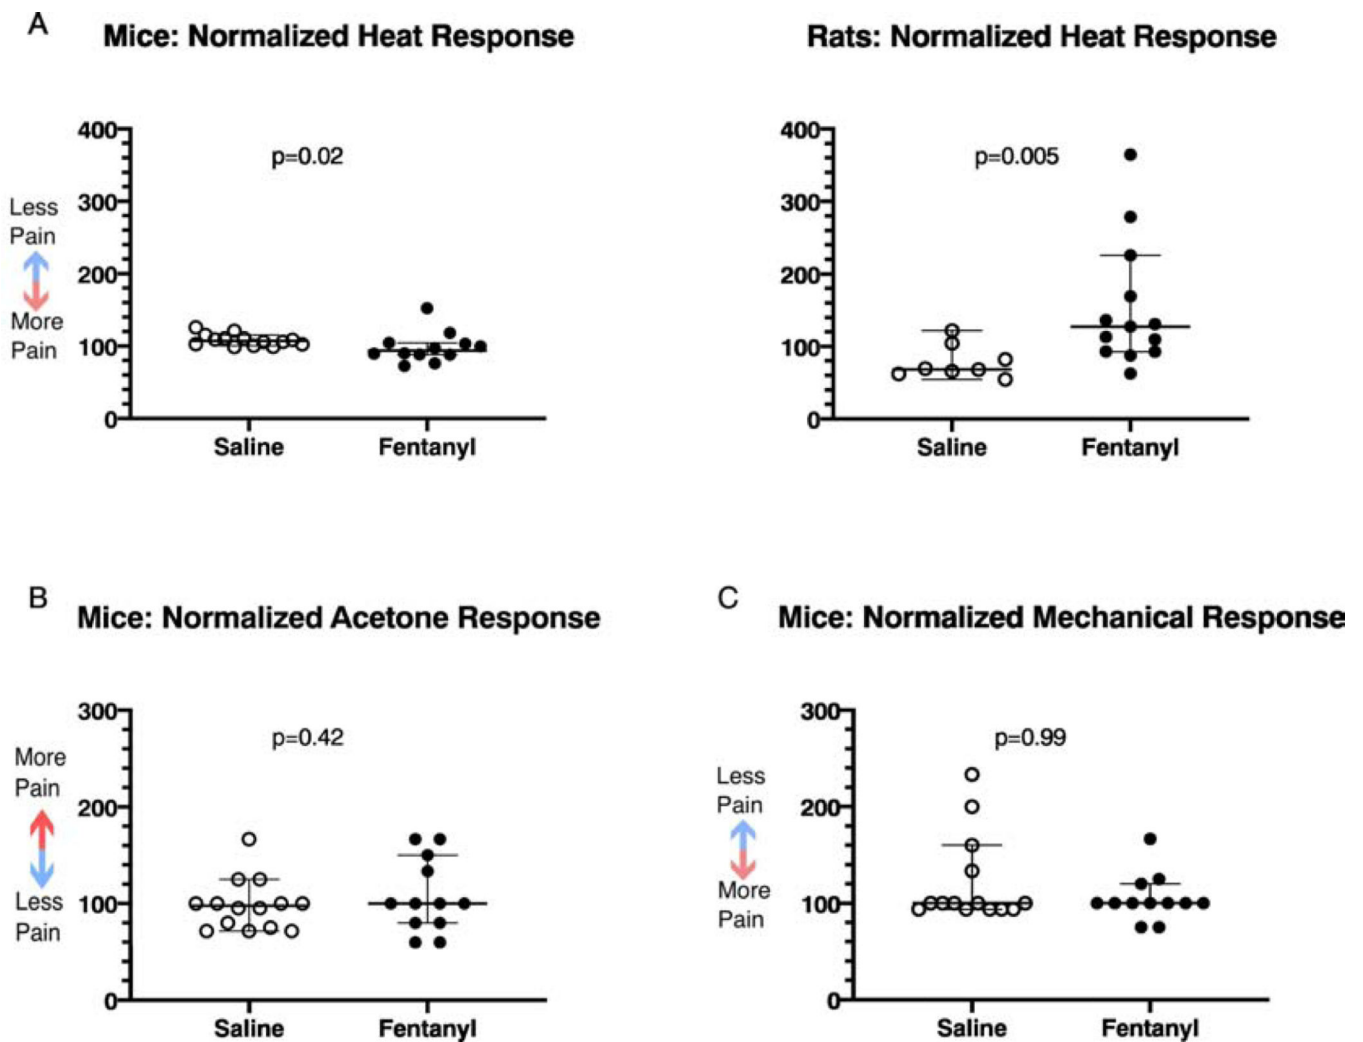 A
Mice: Normalized Heat Response
400
300
200
100
0
p=0.02
Less
Pain
More
Pain
Saline
Fentanyl
Rats: Normalized Heat Response
400
300
200
100
0
p=0.005
Saline
Fentanyl
B
Mice: Normalized Acetone Response
300
200
100
0
p=0.42
More
Pain
Less
Pain
Saline
Fentanyl
C
Mice: Normalized Mechanical Response
300
200
100
0
p=0.99
Less
Pain
More
Pain
Saline
Fentanyl